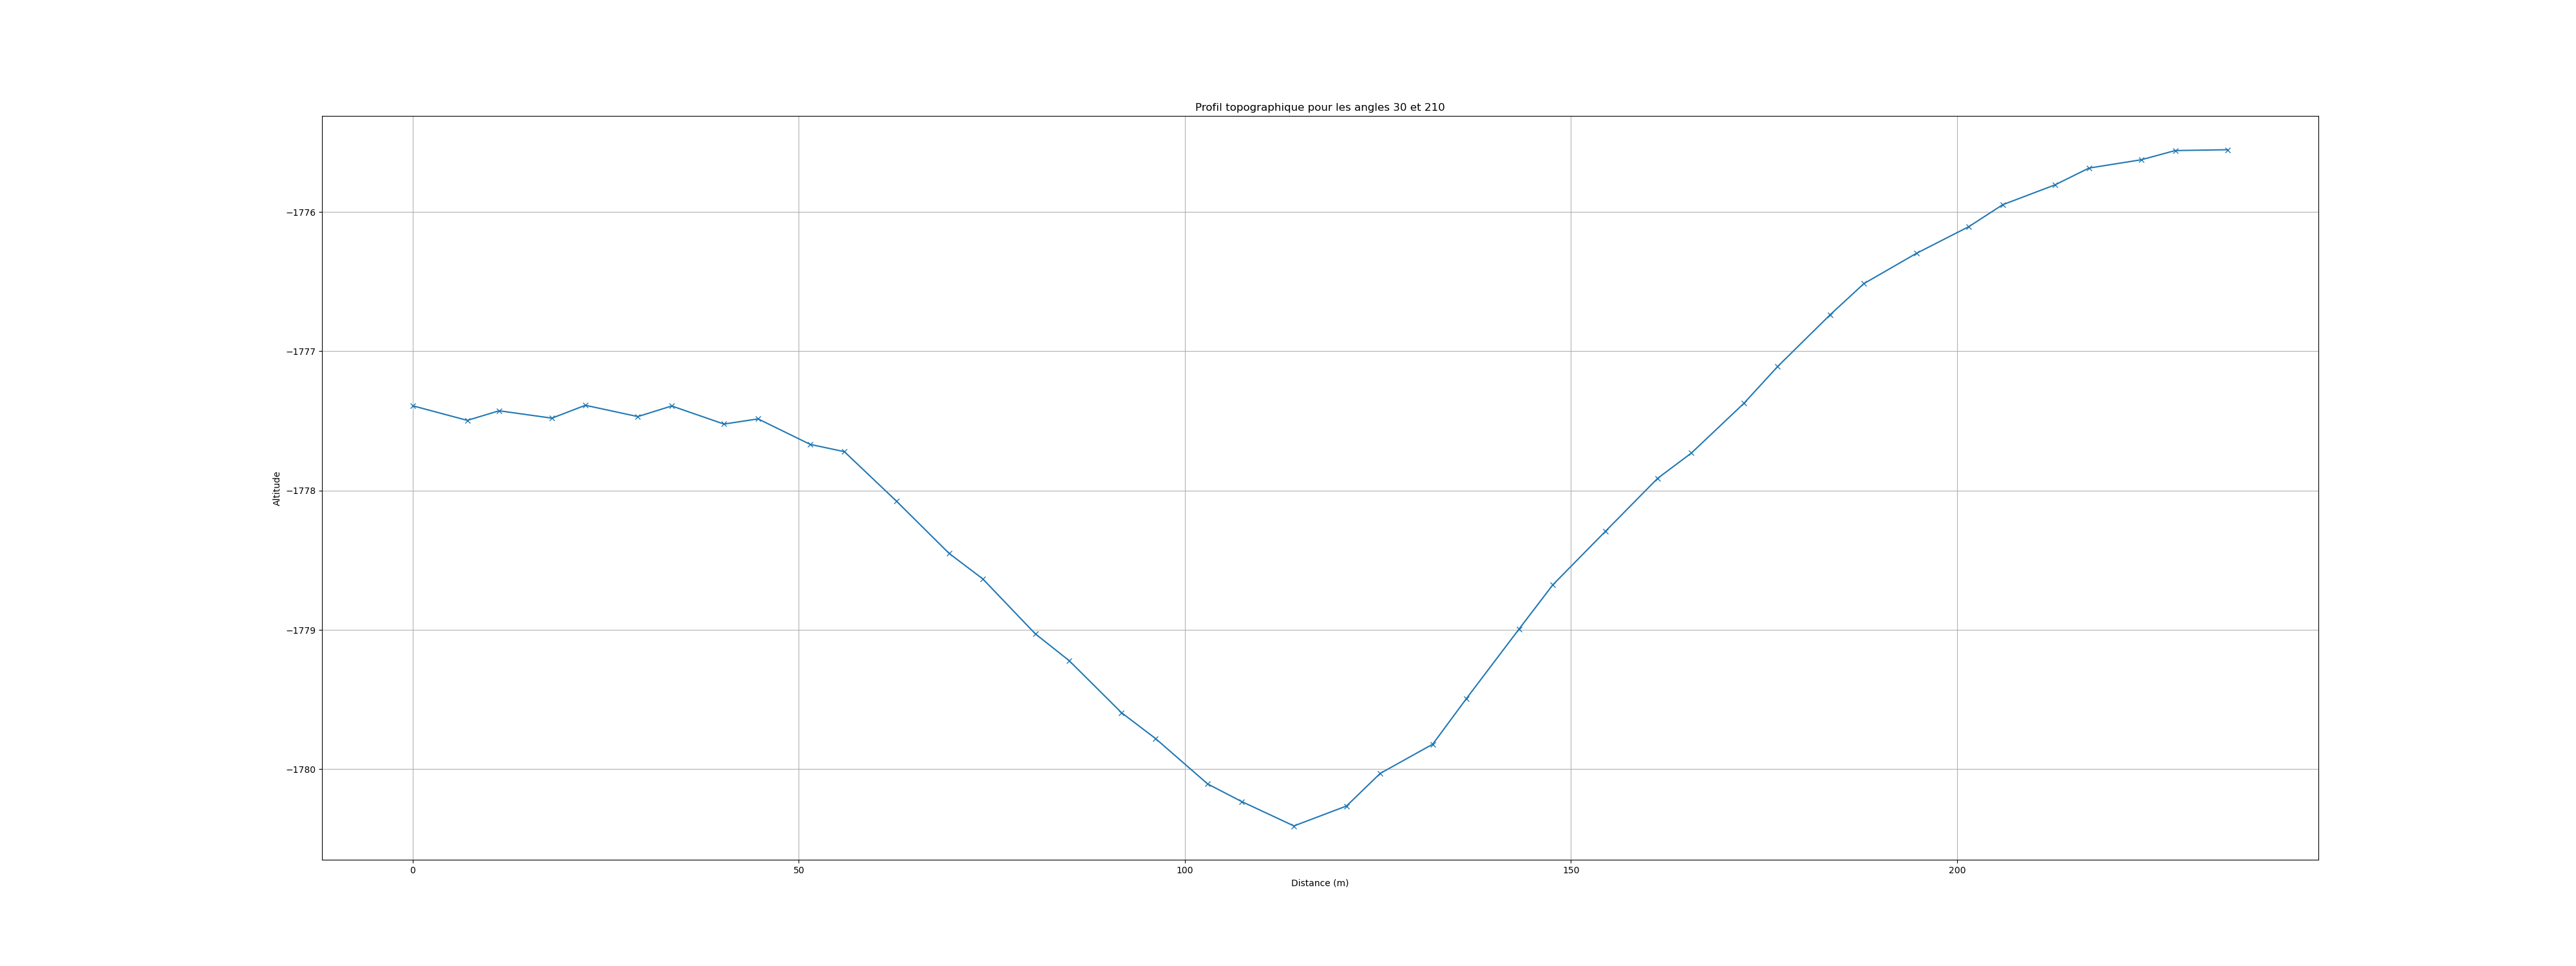 Profil topographique pour les angles 30 et 210
Altitude
−1776
−1777
−1778
−1779
−1780
0 50 100 150 200
Distance (m)